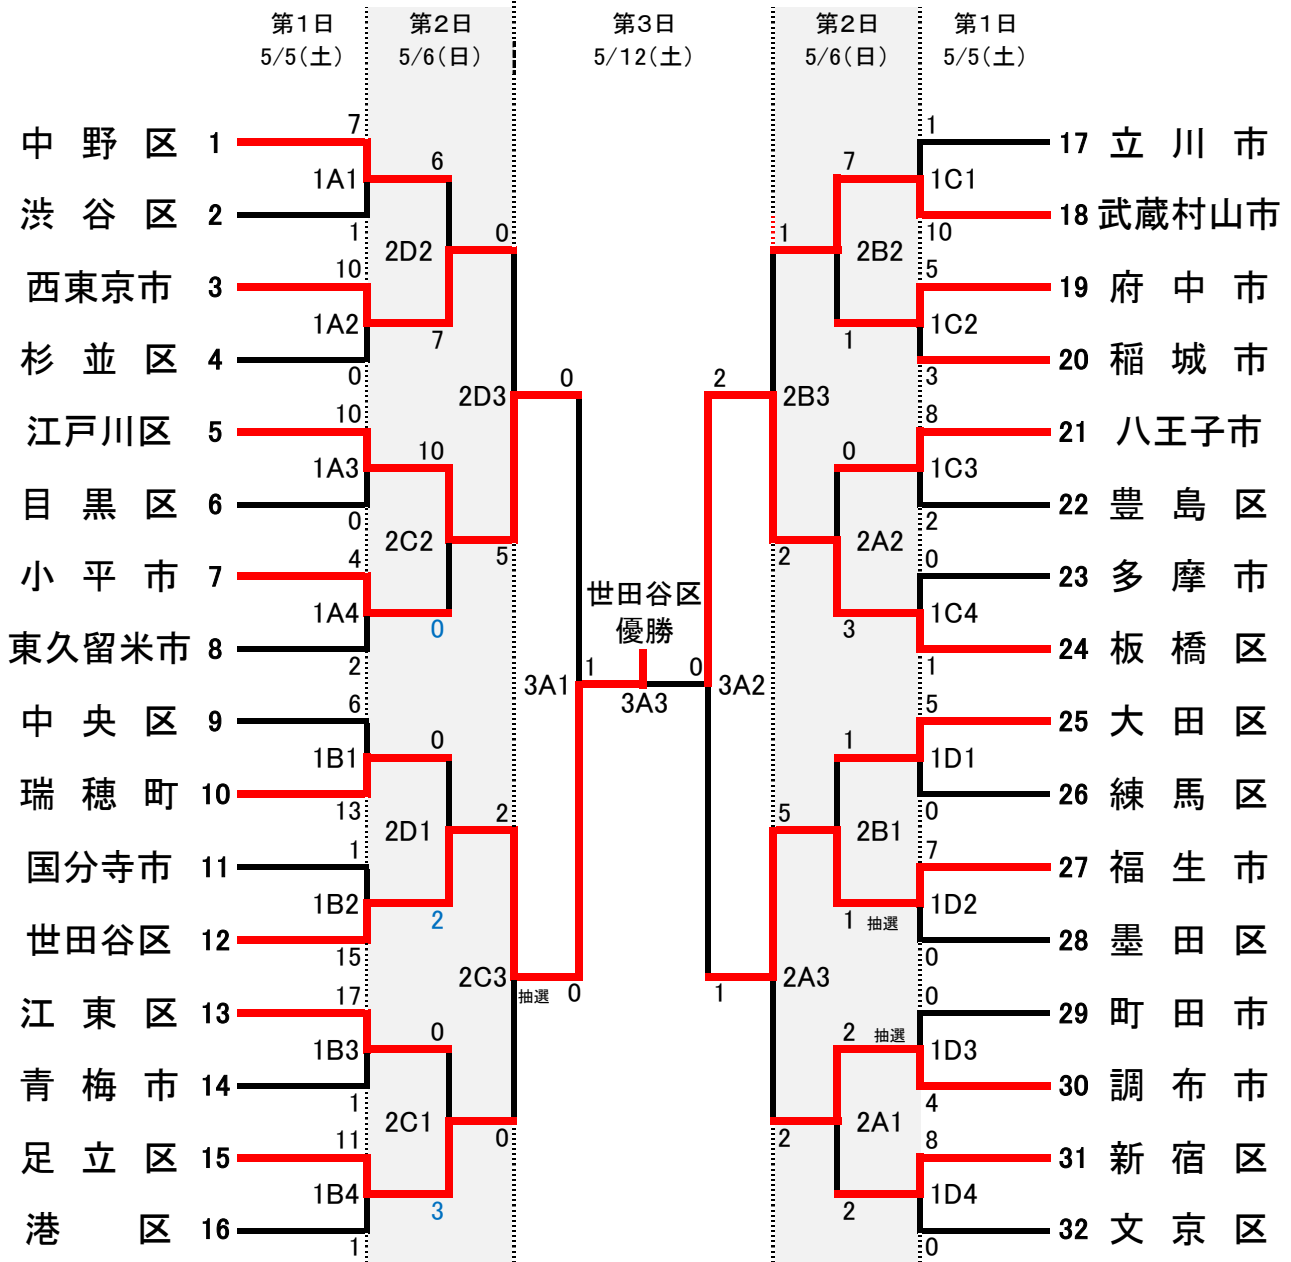 第1日 第2日 第3日 第2日 第1日
5/5(土) 5/6(日) 5/12(土) 5/6(日) 5/5(土)
7 1
中野区 1 6 7 17 立川市
1A1 1C1
渋谷区 2 18 武蔵村山市
1 0 1 10
2D2 2B2
10 5
西東京市 3 19 府中市
1A2 1C2
7 1
杉並区 4 20 稲城市
0 0 2 3
2D3 2B3
10 8
江戸川区 5 21 八王子市
10 0
1A3 1C3
目黒区 6 22 豊島区
0 2
2C2 2A2
4 5 2 0
小平市 7 23 多摩市
世田谷区
1A4 1C4
0 優勝 3
東久留米市 8 24 板橋区
2 1 0 1
3A1 3A2
3A3
6 5
中央区 9 25 大田区
0 1
1B1 1D1
瑞穂町 10 26 練馬区
13 2 5 0
2D1 2B1
1 7
国分寺市 11 27 福生市
1B2 1D2
2 1 抽選
世田谷区 12 28 墨田区
15 0
2C3 2A3
17 抽選 0 1 0
江東区 13 29 町田市
0 2 抽選
1B3 1D3
青梅市 14 30 調布市
1 4
2C1 2A1
11 0 2 8
足立区 15 31 新宿区
1B4 1D4
3 2
港区 16 32 文京区
1 0